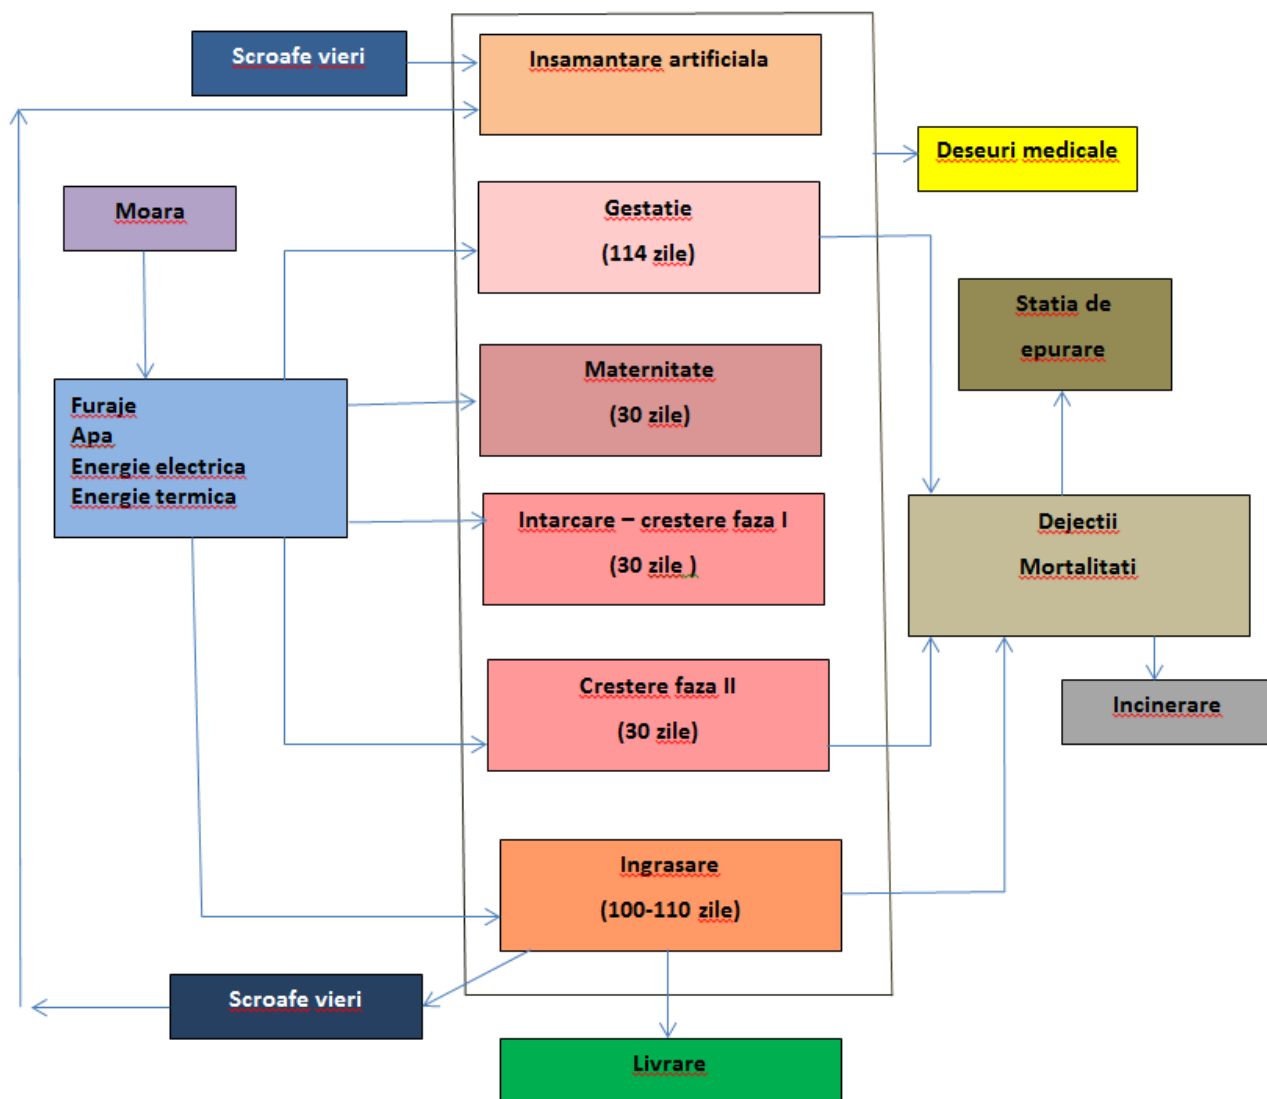 Scroafe vieri
Insamantare artificiala
Deseuri medicale
Moara
Gestatie
(114 zile)
Statia de
epurare
Maternitate
(30 zile)
Furaje
Apa
Energie electrica
Energie termica
Intarcare – crestere faza I
(30 zile )
Dejectii
Mortalitati
Crestere faza II
(30 zile)
Incinerare
Ingrasare
(100-110 zile)
Scroafe vieri
Livrare